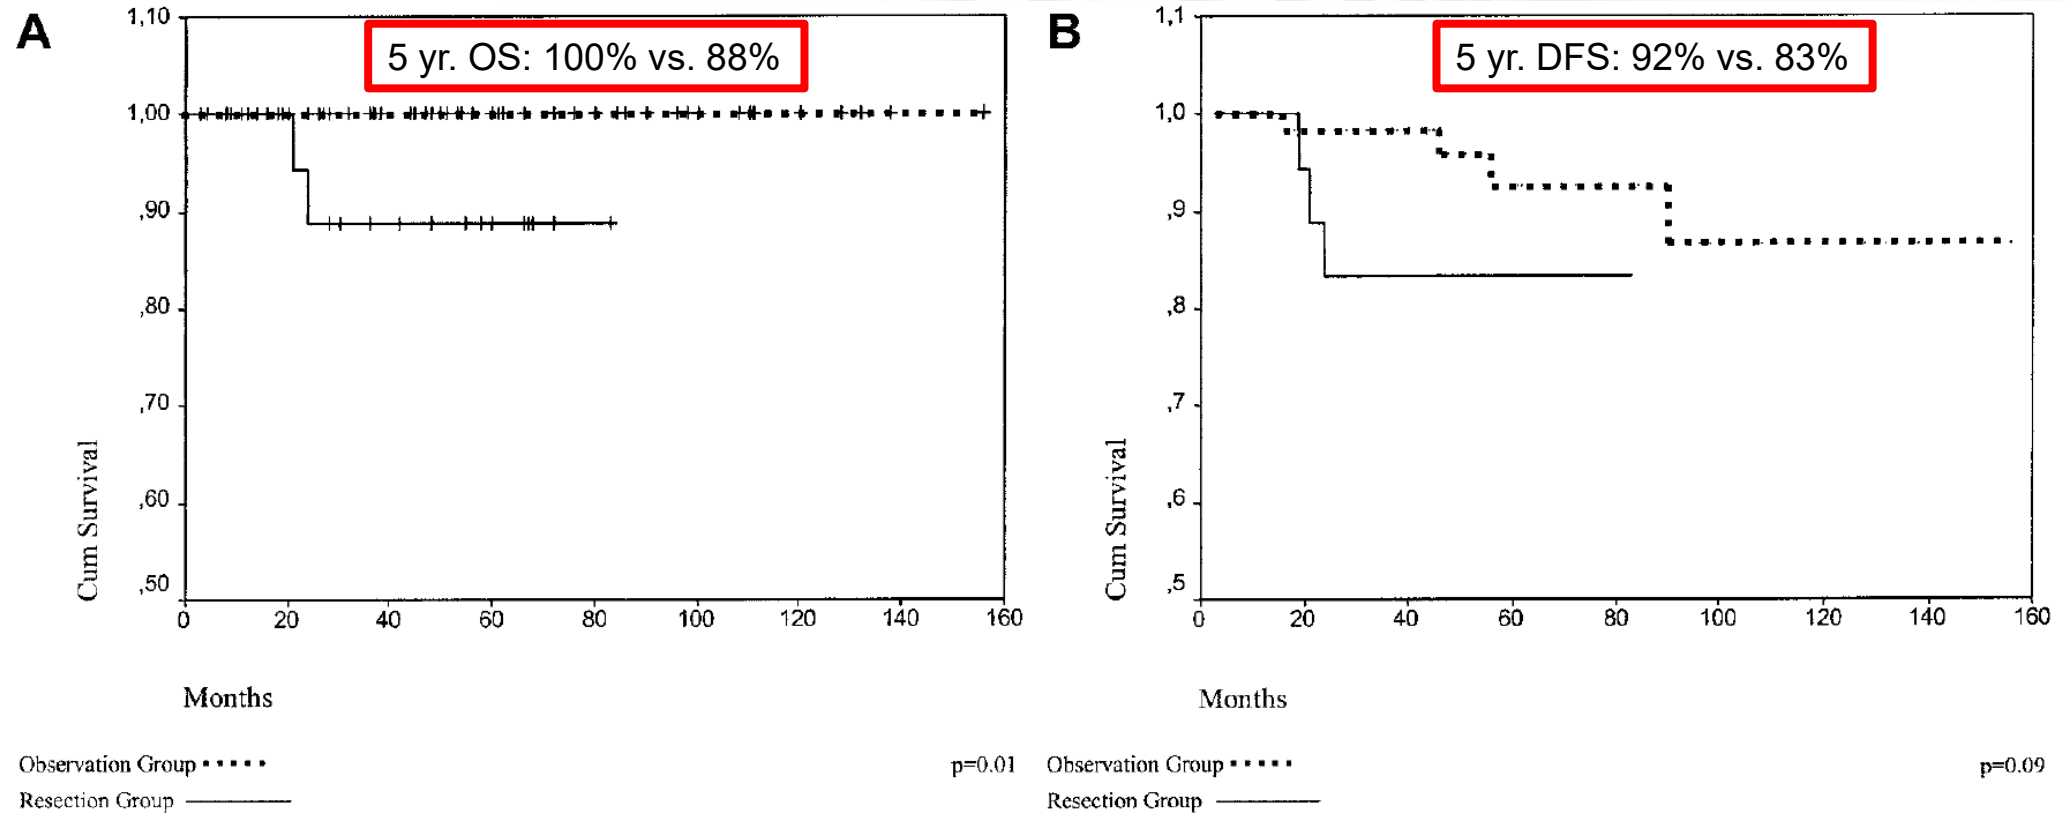 A
5 yr. OS: 100% vs. 88%
1,10
1,00
,90
,80
,70
,60
,50
Cum Survival
0 20 40 60 80 100 120 140 160
Months
Observation Group
Resection Group
p=0.01
B
5 yr. DFS: 92% vs. 83%
1,1
1,0
,9
,8
,7
,6
,5
Cum Survival
0 20 40 60 80 100 120 140 160
Months
Observation Group
Resection Group
p=0.09